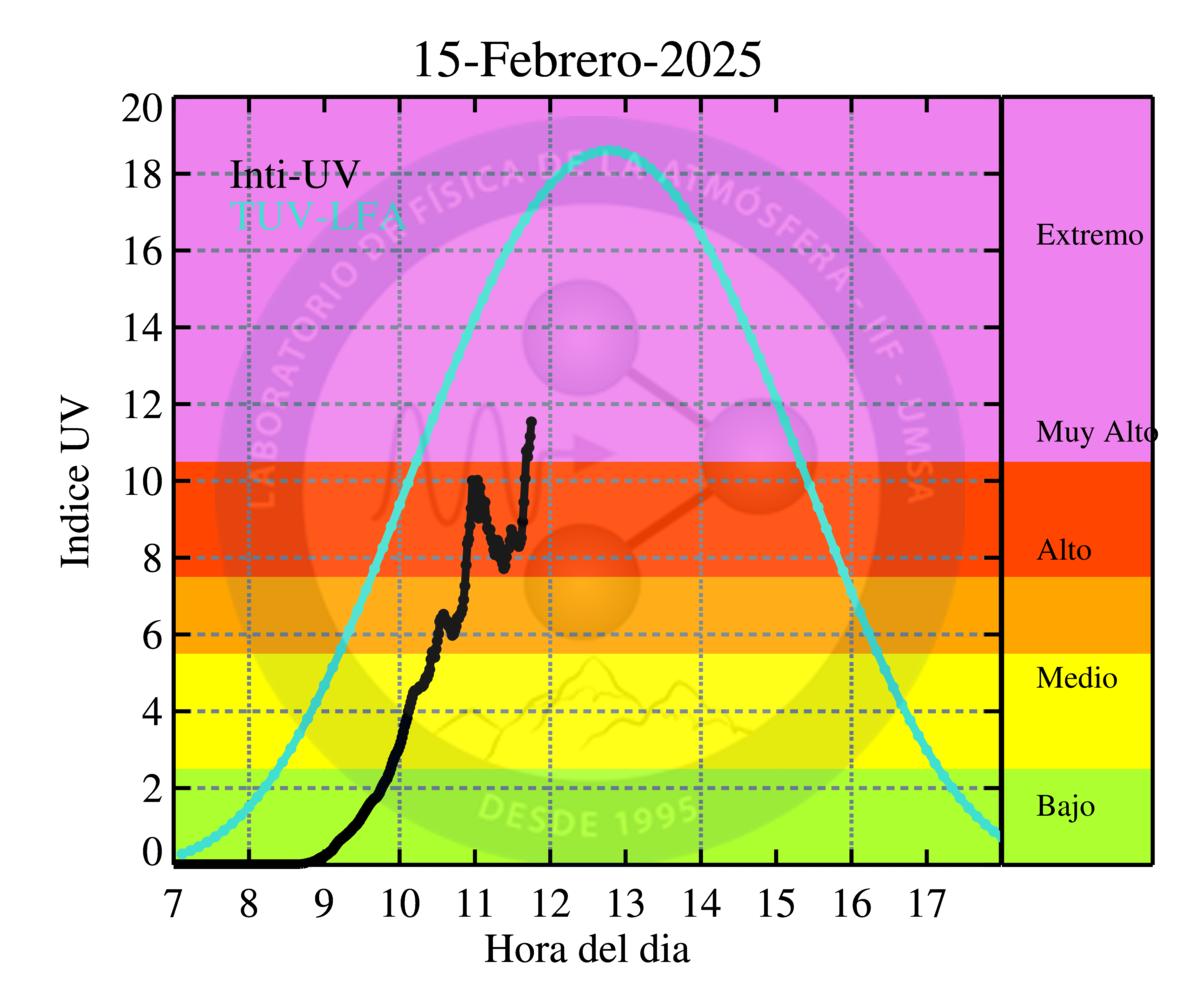 15-Febrero-2025
20
18
16
14
12
10
8
6
4
2
0
Indice UV
Inti-UV
TUV-LFA
LABORATORIO DE FÍSICA DE LA ATMÓSFERA - IIF - UMSA
DESDE 1995
Extremo
Muy Alto
Alto
Medio
Bajo
7 8 9 10 11 12 13 14 15 16 17
Hora del dia